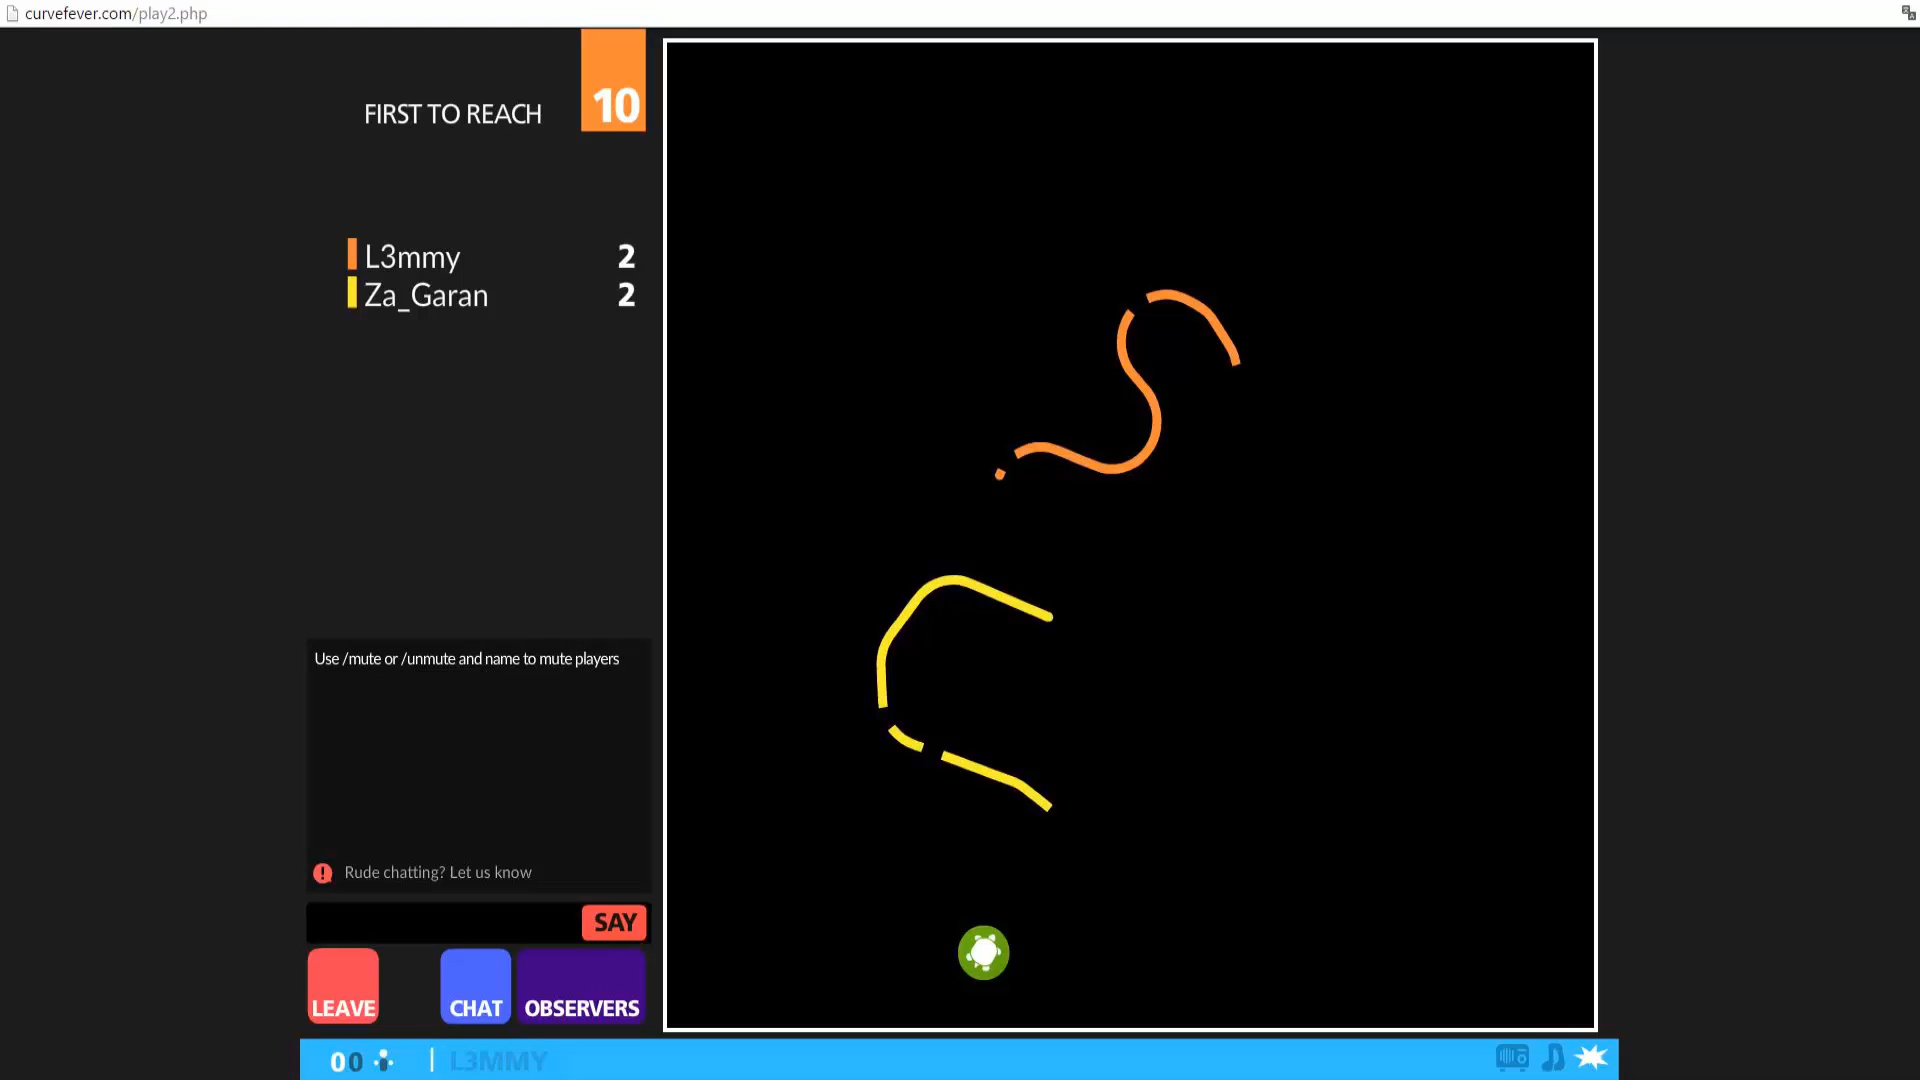 curvefever.com/play2.php
FIRST TO REACH 10
L3mmy 2
Za_Garan 2
Use /mute or /unmute and name to mute players
Rude chatting? Let us know
SAY
LEAVE CHAT OBSERVERS
00 L3MMY